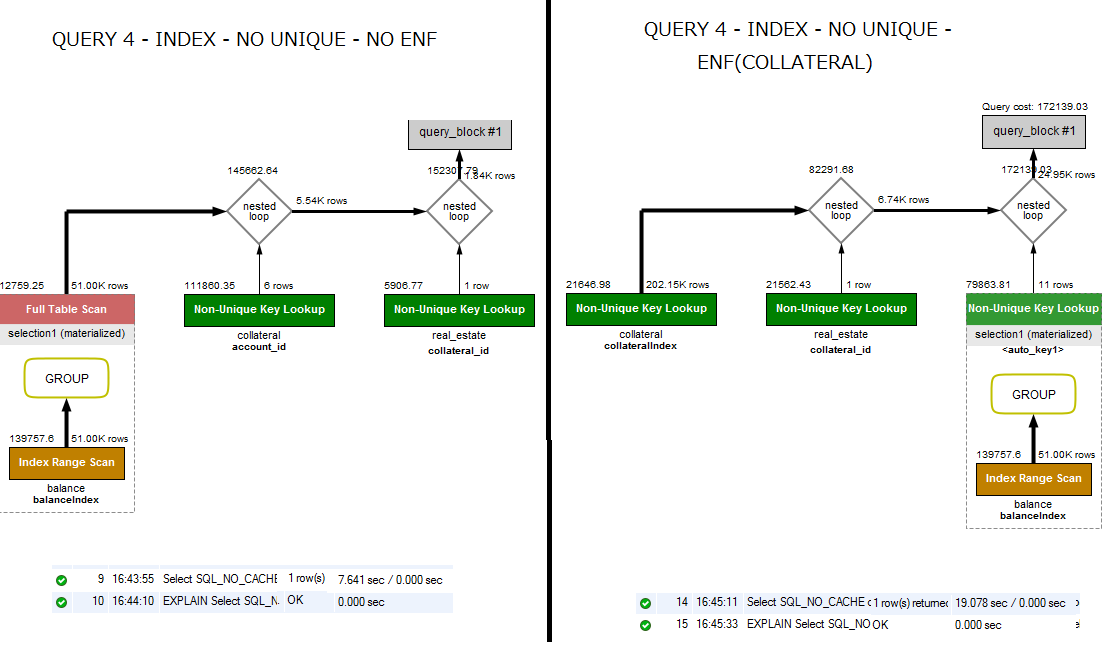 QUERY 4 - INDEX - NO UNIQUE - NO ENF
query_block #1
145662.64
152307.79
1.84K rows
nested loop
5.54K rows
nested loop
12759.25
51.00K rows
111860.35
6 rows
5906.77
1 row
Full Table Scan
Non-Unique Key Lookup
Non-Unique Key Lookup
selection1 (materialized)
collateral
account_id
real_estate
collateral_id
GROUP
139757.6
51.00K rows
Index Range Scan
balance
balanceIndex
9 16:43:55 Select SQL_NO_CACHE 1 row(s) 7.641 sec / 0.000 sec
10 16:44:10 EXPLAIN Select SQL_N. OK 0.000 sec
QUERY 4 - INDEX - NO UNIQUE -
ENF(COLLATERAL)
Query cost: 172139.03
query_block #1
82291.68
172139.03
24.95K rows
nested loop
6.74K rows
nested loop
21646.98
202.15K rows
21562.43
1 row
79863.81
11 rows
Non-Unique Key Lookup
Non-Unique Key Lookup
Non-Unique Key Lookup
collateral
collateralIndex
real_estate
collateral_id
selection1 (materialized)
<auto_key1>
GROUP
139757.6
51.00K rows
Index Range Scan
balance
balanceIndex
14 16:45:11 Select SQL_NO_CACHE c 1 row(s) returned 19.078 sec / 0.000 sec
15 16:45:33 EXPLAIN Select SQL_NO OK 0.000 sec